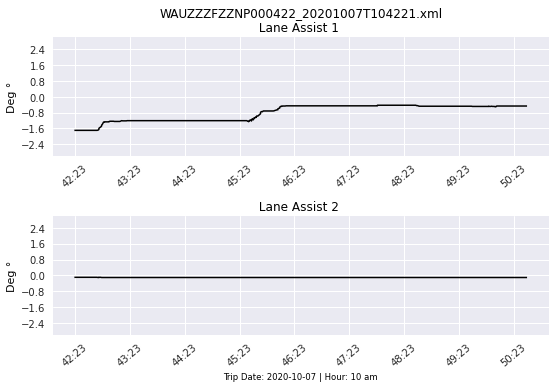 WAUZZZFZZNP000422_20201007T104221.xml
Lane Assist 1
Deg °
2.4
1.6
0.8
0.0
−0.8
−1.6
−2.4
42:23 43:23 44:23 45:23 46:23 47:23 48:23 49:23 50:23
Lane Assist 2
Deg °
2.4
1.6
0.8
0.0
−0.8
−1.6
−2.4
42:23 43:23 44:23 45:23 46:23 47:23 48:23 49:23 50:23
Trip Date: 2020-10-07 | Hour: 10 am